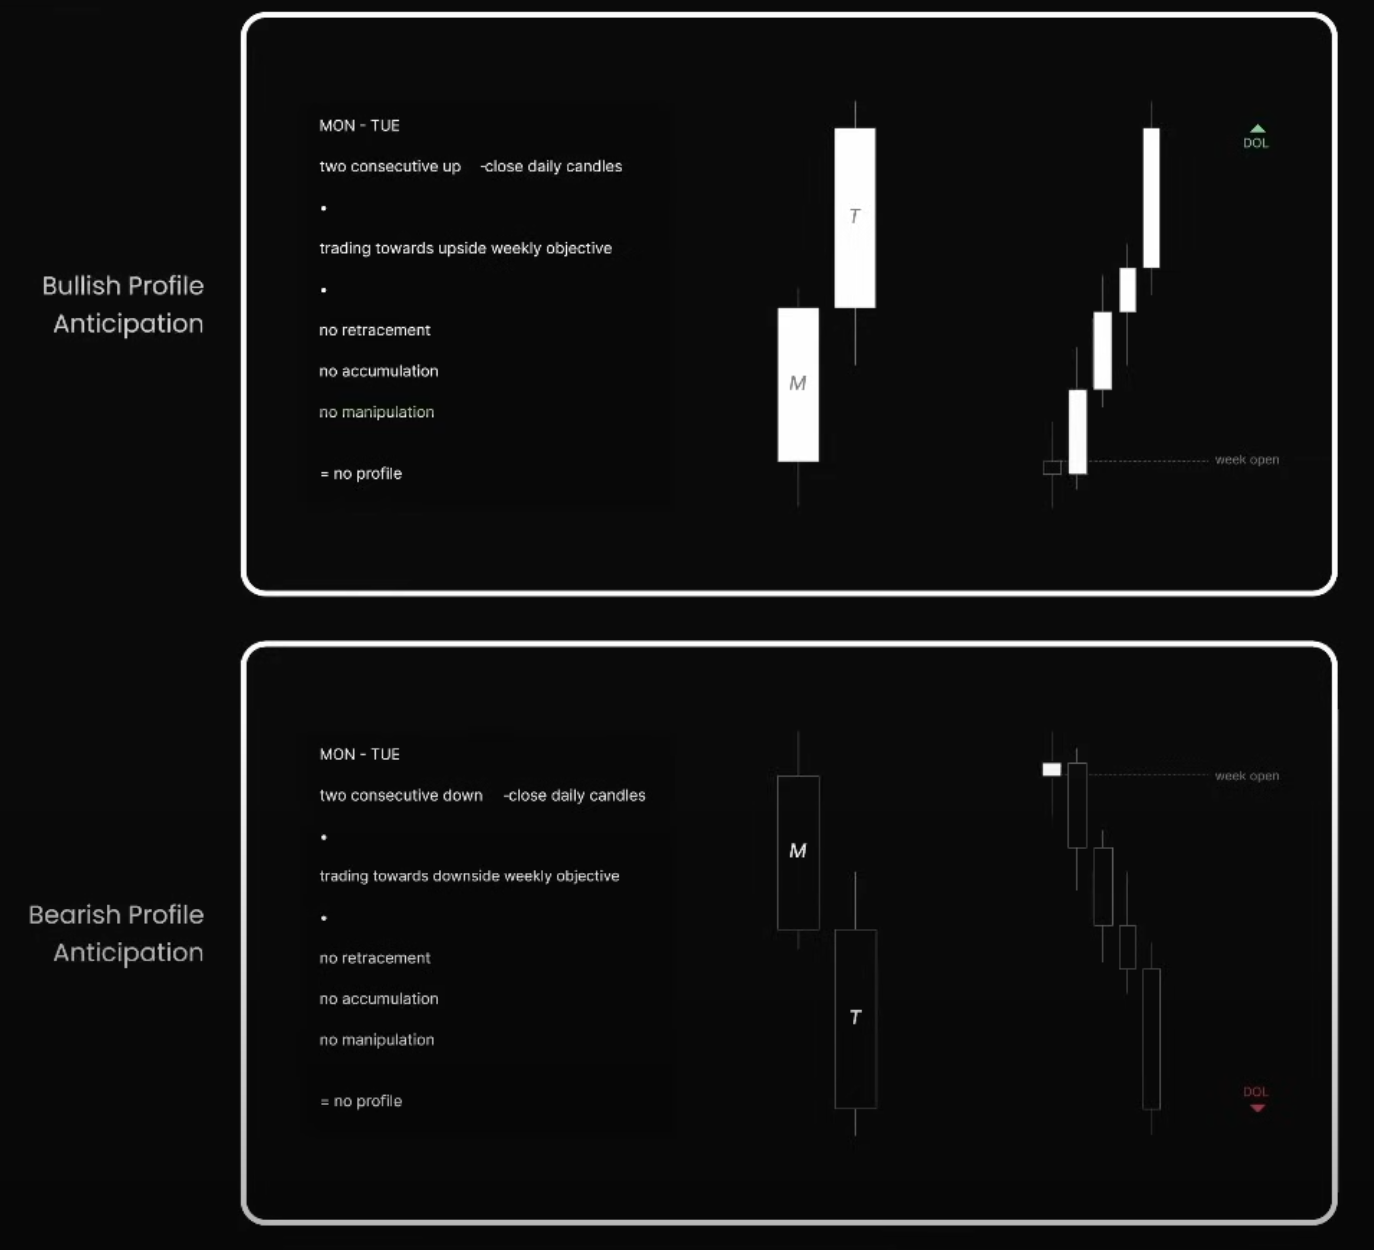 Bullish Profile
Anticipation
MON - TUE
two consecutive up -close daily candles
•
trading towards upside weekly objective
•
no retracement
no accumulation
no manipulation
= no profile
T
M
DOL
week open
Bearish Profile
Anticipation
MON - TUE
two consecutive down -close daily candles
•
trading towards downside weekly objective
•
no retracement
no accumulation
no manipulation
= no profile
M
T
week open
DOL